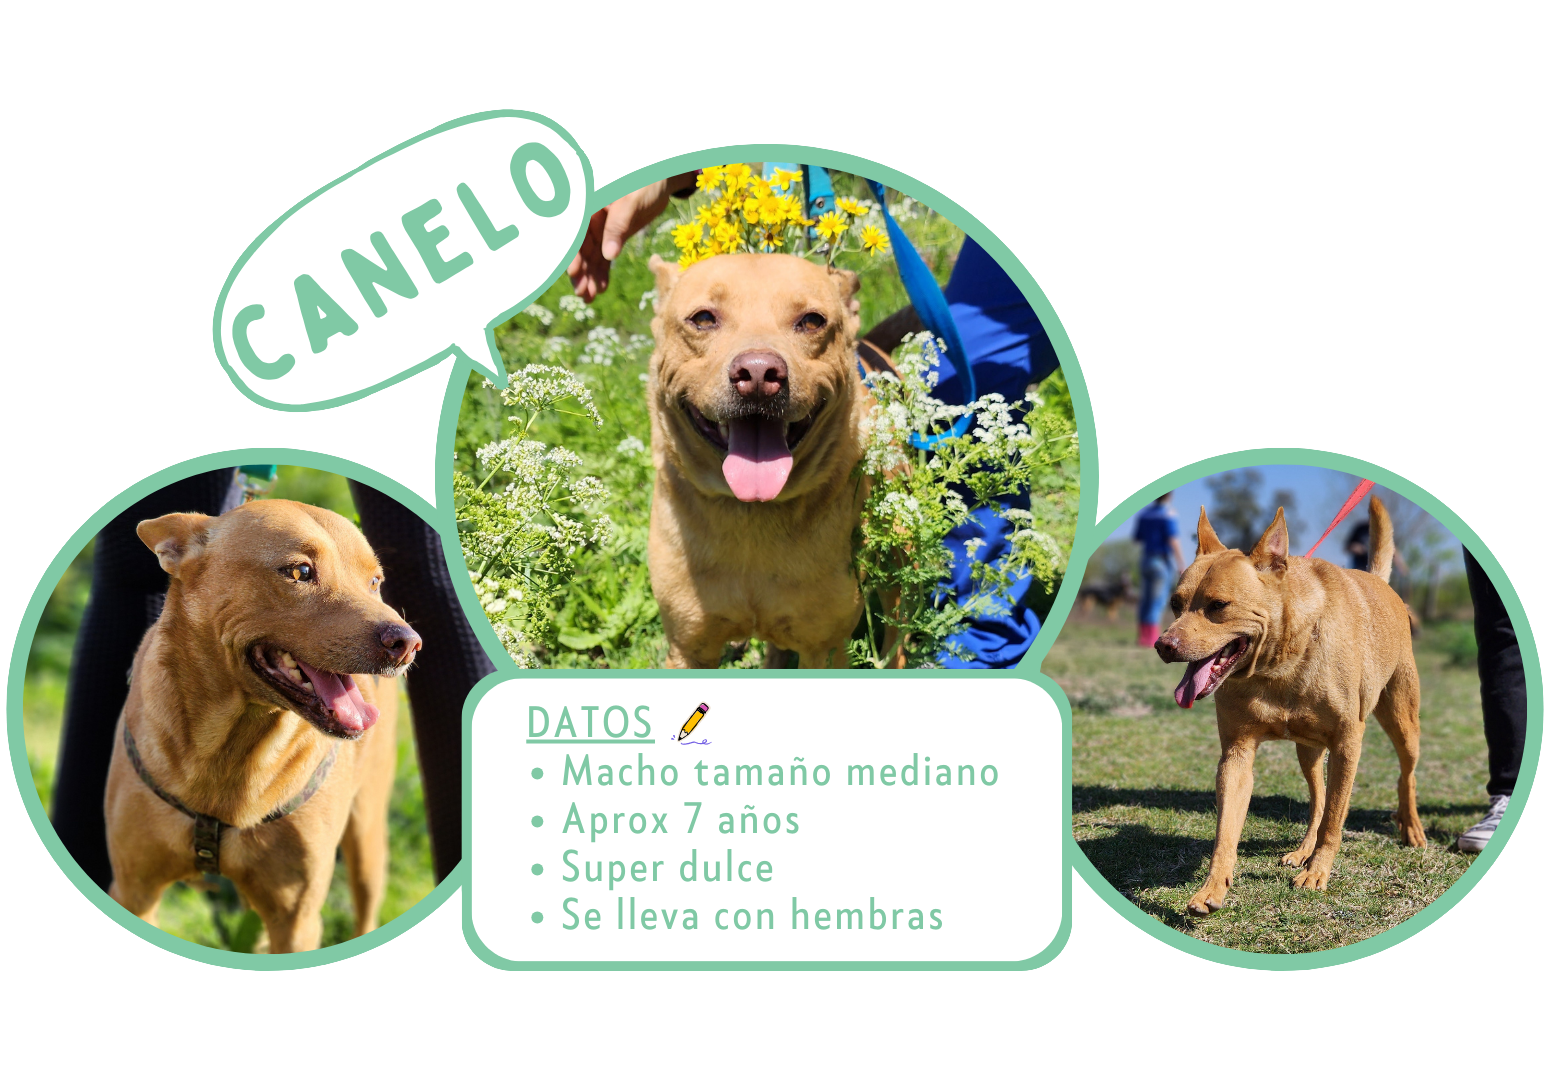 CANELO
DATOS
• Macho tamaño mediano
• Aprox 7 años
• Super dulce
• Se lleva con hembras